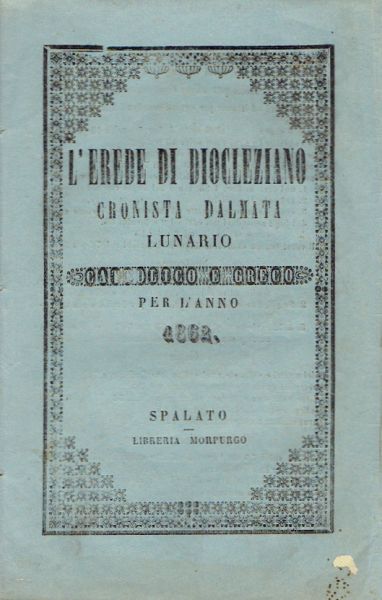 L'EREDE DI DIOCLEZIANO
CRONISTA DALMATA
LUNARIO
CATTOLICO E GRECO
PER L'ANNO
1862.
SPALATO
LIBRERIA MORPURGO